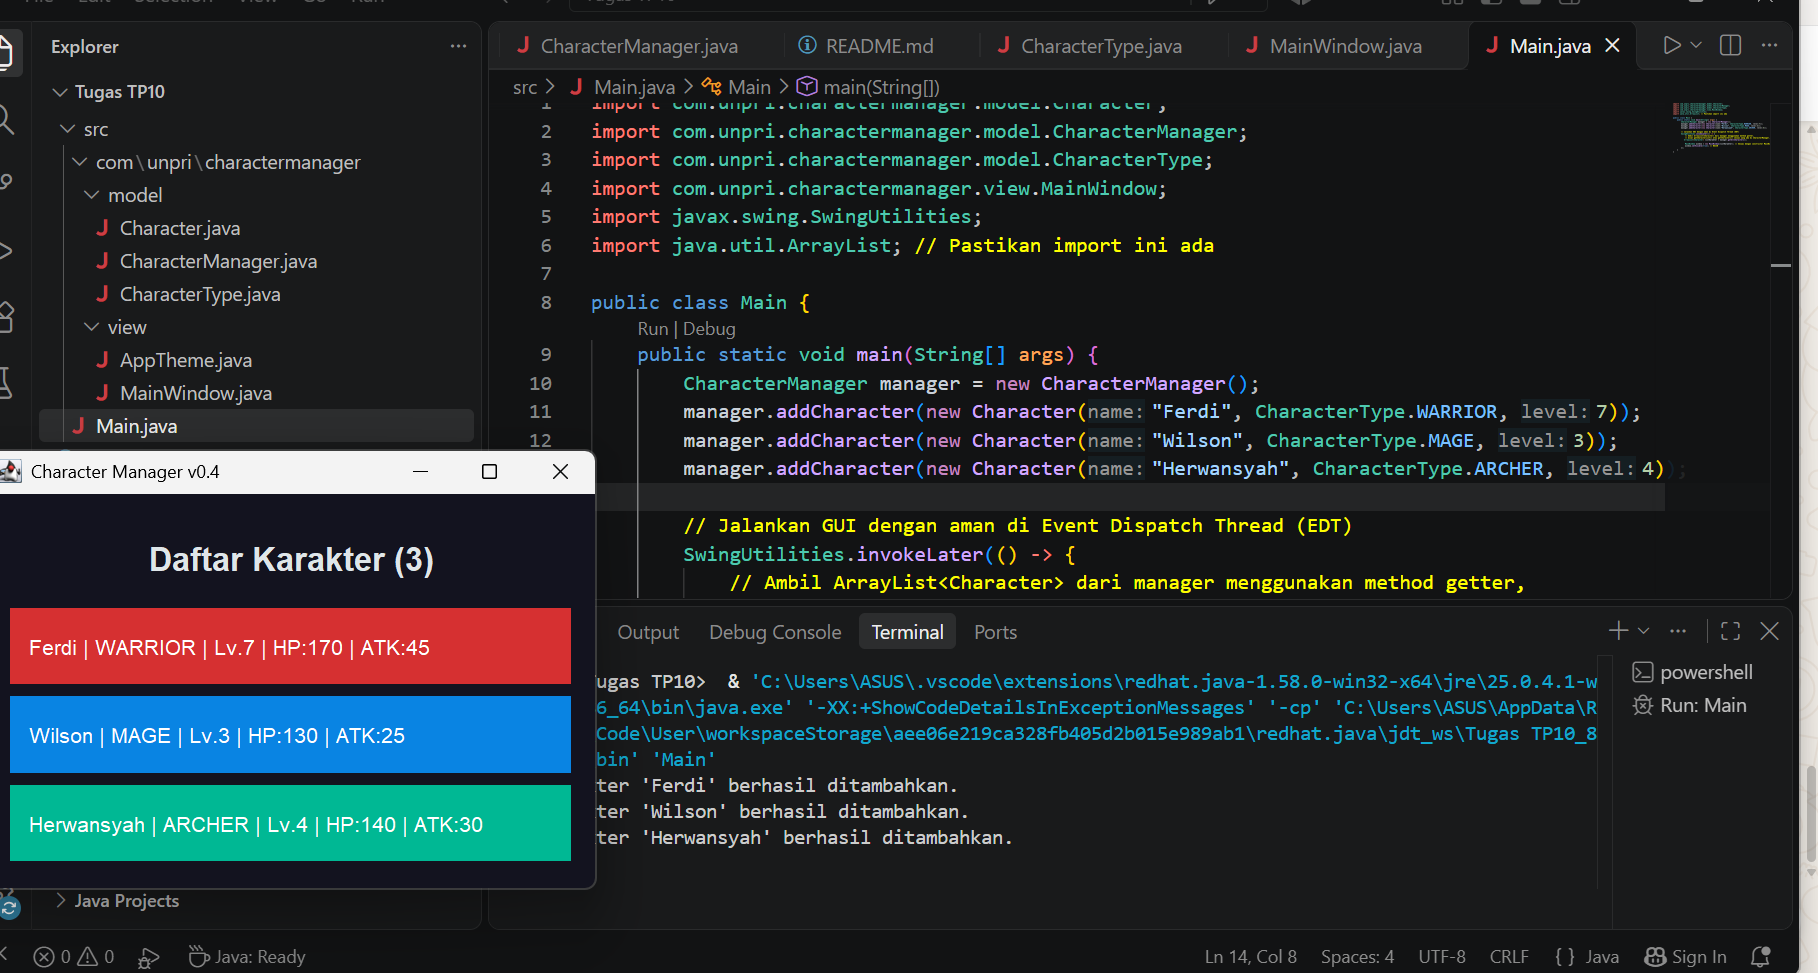 Explorer
Tugas TP10
src
com\unpri\charactermanager
model
Character.java
CharacterManager.java
CharacterType.java
view
AppTheme.java
MainWindow.java
Main.java
Java Projects
CharacterManager.java
README.md
CharacterType.java
MainWindow.java
Main.java
src > Main.java > Main > main(String[])
1 import com.unpri.charactermanager.model.Character;
2 import com.unpri.charactermanager.model.CharacterManager;
3 import com.unpri.charactermanager.model.CharacterType;
4 import com.unpri.charactermanager.view.MainWindow;
5 import javax.swing.SwingUtilities;
6 import java.util.ArrayList; // Pastikan import ini ada
7
8 public class Main {
Run | Debug
9 public static void main(String[] args) {
10 CharacterManager manager = new CharacterManager();
11 manager.addCharacter(new Character(name: "Ferdi", CharacterType.WARRIOR, level: 7));
12 manager.addCharacter(new Character(name: "Wilson", CharacterType.MAGE, level: 3));
manager.addCharacter(new Character(name: "Herwansyah", CharacterType.ARCHER, level: 4));
// Jalankan GUI dengan aman di Event Dispatch Thread (EDT)
SwingUtilities.invokeLater(() -> {
// Ambil ArrayList<Character> dari manager menggunakan method getter,
Character Manager v0.4
Daftar Karakter (3)
Ferdi | WARRIOR | Lv.7 | HP:170 | ATK:45
Wilson | MAGE | Lv.3 | HP:130 | ATK:25
Herwansyah | ARCHER | Lv.4 | HP:140 | ATK:30
Output
Debug Console
Terminal
Ports
ugas TP10> & 'C:\Users\ASUS\.vscode\extensions\redhat.java-1.58.0-win32-x64\jre\25.0.4.1-w
6_64\bin\java.exe' '-XX:+ShowCodeDetailsInExceptionMessages' '-cp' 'C:\Users\ASUS\AppData\R
Code\User\workspaceStorage\aee06e219ca328fb405d2b015e989ab1\redhat.java\jdt_ws\Tugas TP10_8
bin' 'Main'
ter 'Ferdi' berhasil ditambahkan.
ter 'Wilson' berhasil ditambahkan.
ter 'Herwansyah' berhasil ditambahkan.
powershell
Run: Main
0 0
Java: Ready
Ln 14, Col 8
Spaces: 4
UTF-8
CRLF
{ } Java
Sign In